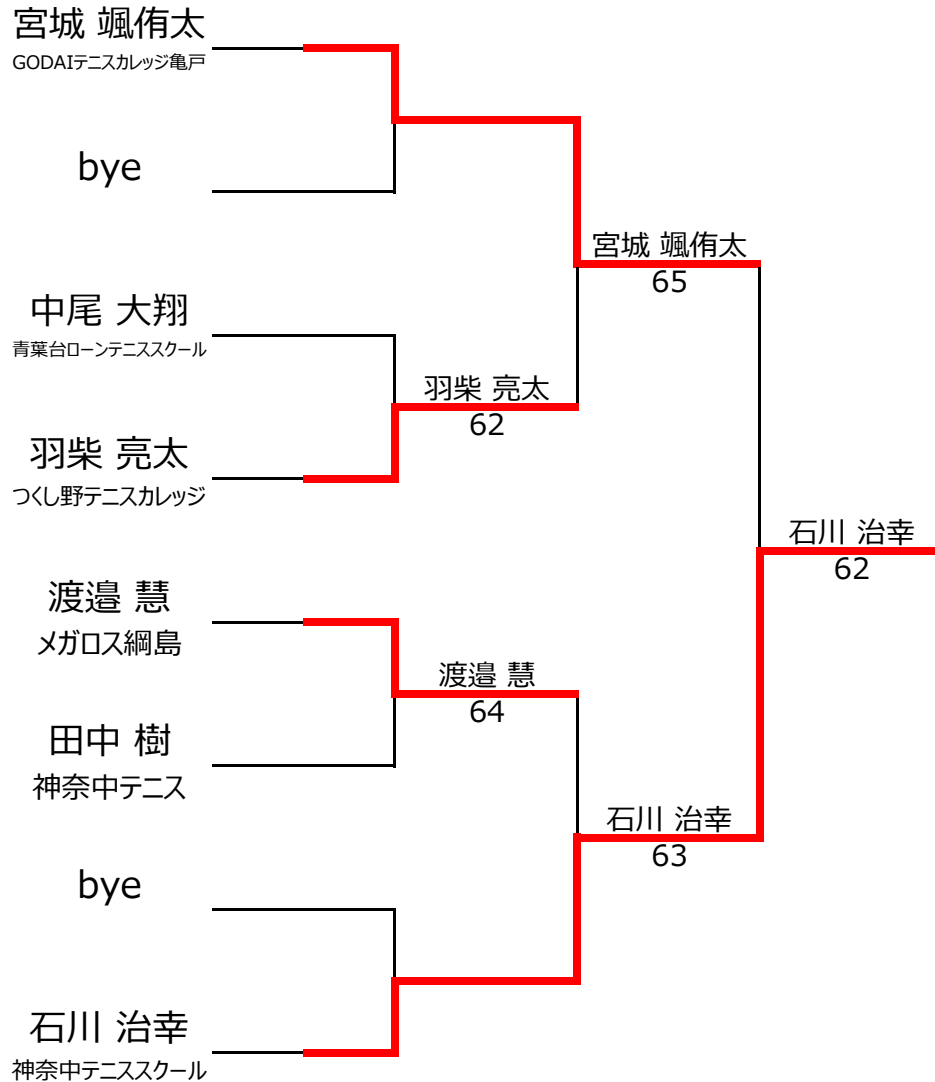 宮城 颯侑太
GODAIテニスカレッジ亀戸
bye
宮城 颯侑太
65
中尾 大翔
青葉台ローンテニススクール
羽柴 亮太
62
羽柴 亮太
つくし野テニスカレッジ
石川 治幸
62
渡邉 慧
メガロス綱島
渡邉 慧
64
田中 樹
神奈中テニス
石川 治幸
63
bye
石川 治幸
神奈中テニススクール